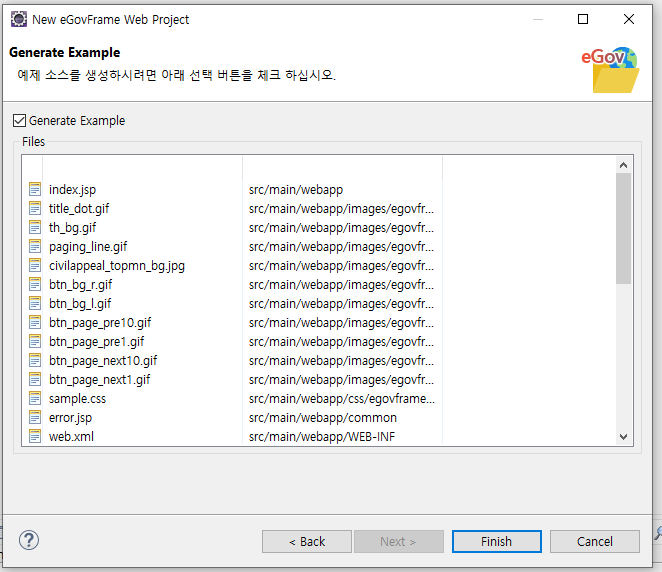 New eGovFrame Web Project
Generate Example
예제 소스를 생성하시려면 아래 선택 버튼을 체크 하십시오.
eGov
Generate Example
Files
index.jsp src/main/webapp
title_dot.gif src/main/webapp/images/egovfr...
th_bg.gif src/main/webapp/images/egovfr...
paging_line.gif src/main/webapp/images/egovfr...
civilappeal_topmn_bg.jpg src/main/webapp/images/egovfr...
btn_bg_r.gif src/main/webapp/images/egovfr...
btn_bg_l.gif src/main/webapp/images/egovfr...
btn_page_pre10.gif src/main/webapp/images/egovfr...
btn_page_pre1.gif src/main/webapp/images/egovfr...
btn_page_next10.gif src/main/webapp/images/egovfr...
btn_page_next1.gif src/main/webapp/images/egovfr...
sample.css src/main/webapp/css/egovframe...
error.jsp src/main/webapp/common
web.xml src/main/webapp/WEB-INF
? < Back Next > Finish Cancel